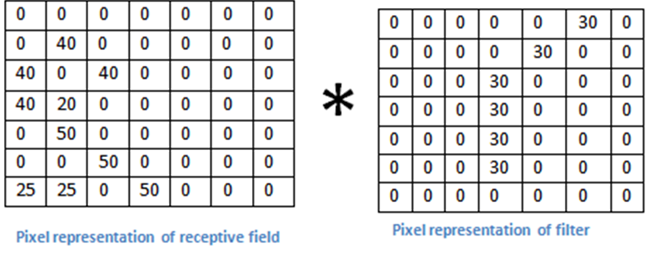 0 0 0 0 0 0 0
0 40 0 0 0 0 0
40 0 40 0 0 0 0
40 20 0 0 0 0 0
0 50 0 0 0 0 0
0 0 50 0 0 0 0
25 25 0 50 0 0 0
Pixel representation of receptive field
*
0 0 0 0 0 30 0
0 0 0 0 30 0 0
0 0 0 30 0 0 0
0 0 0 30 0 0 0
0 0 0 30 0 0 0
0 0 0 30 0 0 0
0 0 0 0 0 0 0
Pixel representation of filter